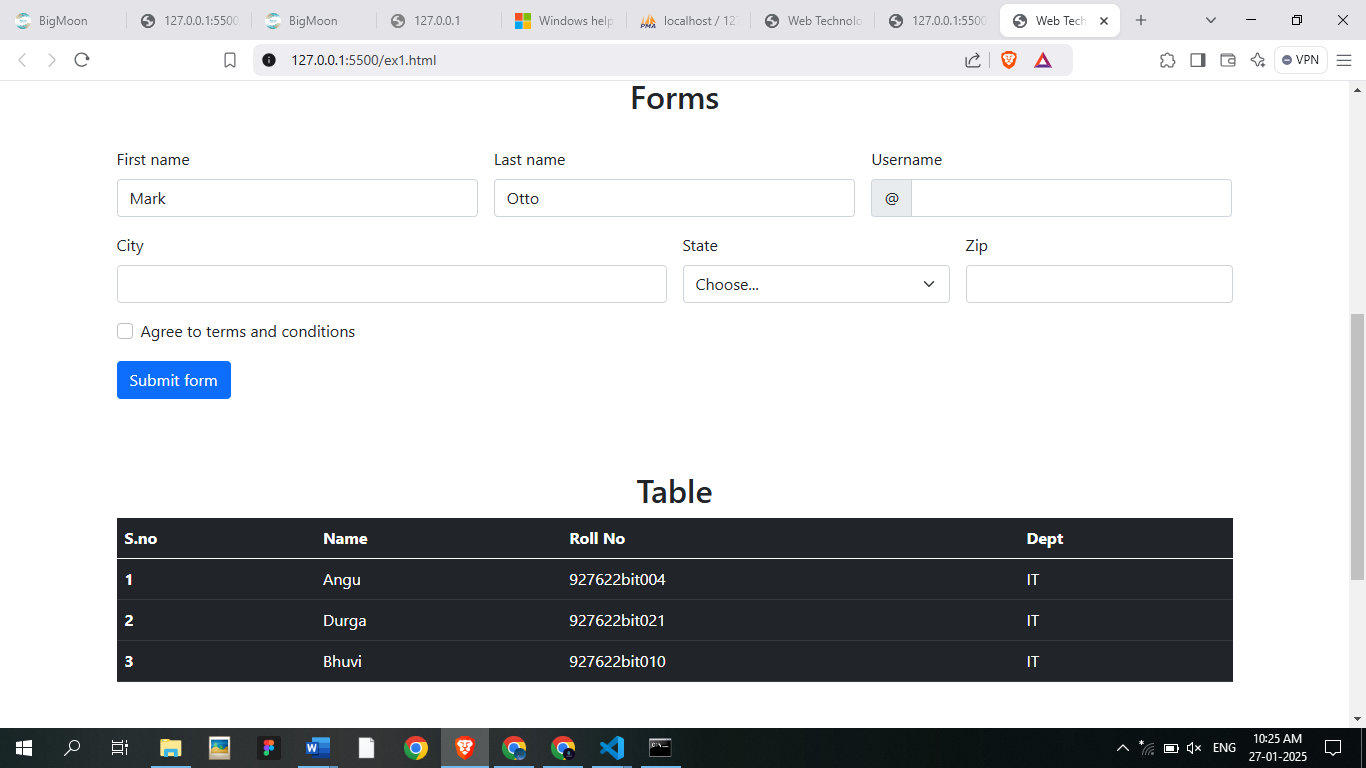 BigMoon 127.0.0.1:5500 BigMoon 127.0.0.1 Windows help localhost / 127 Web Technolo 127.0.0.1:5500 Web Tech
127.0.0.1:5500/ex1.html VPN
Forms
First name Last name Username
Mark Otto @
City State Zip
Choose...
Agree to terms and conditions
Submit form
Table
S.no Name Roll No Dept
1 Angu 927622bit004 IT
2 Durga 927622bit021 IT
3 Bhuvi 927622bit010 IT
ENG 10:25 AM
27-01-2025